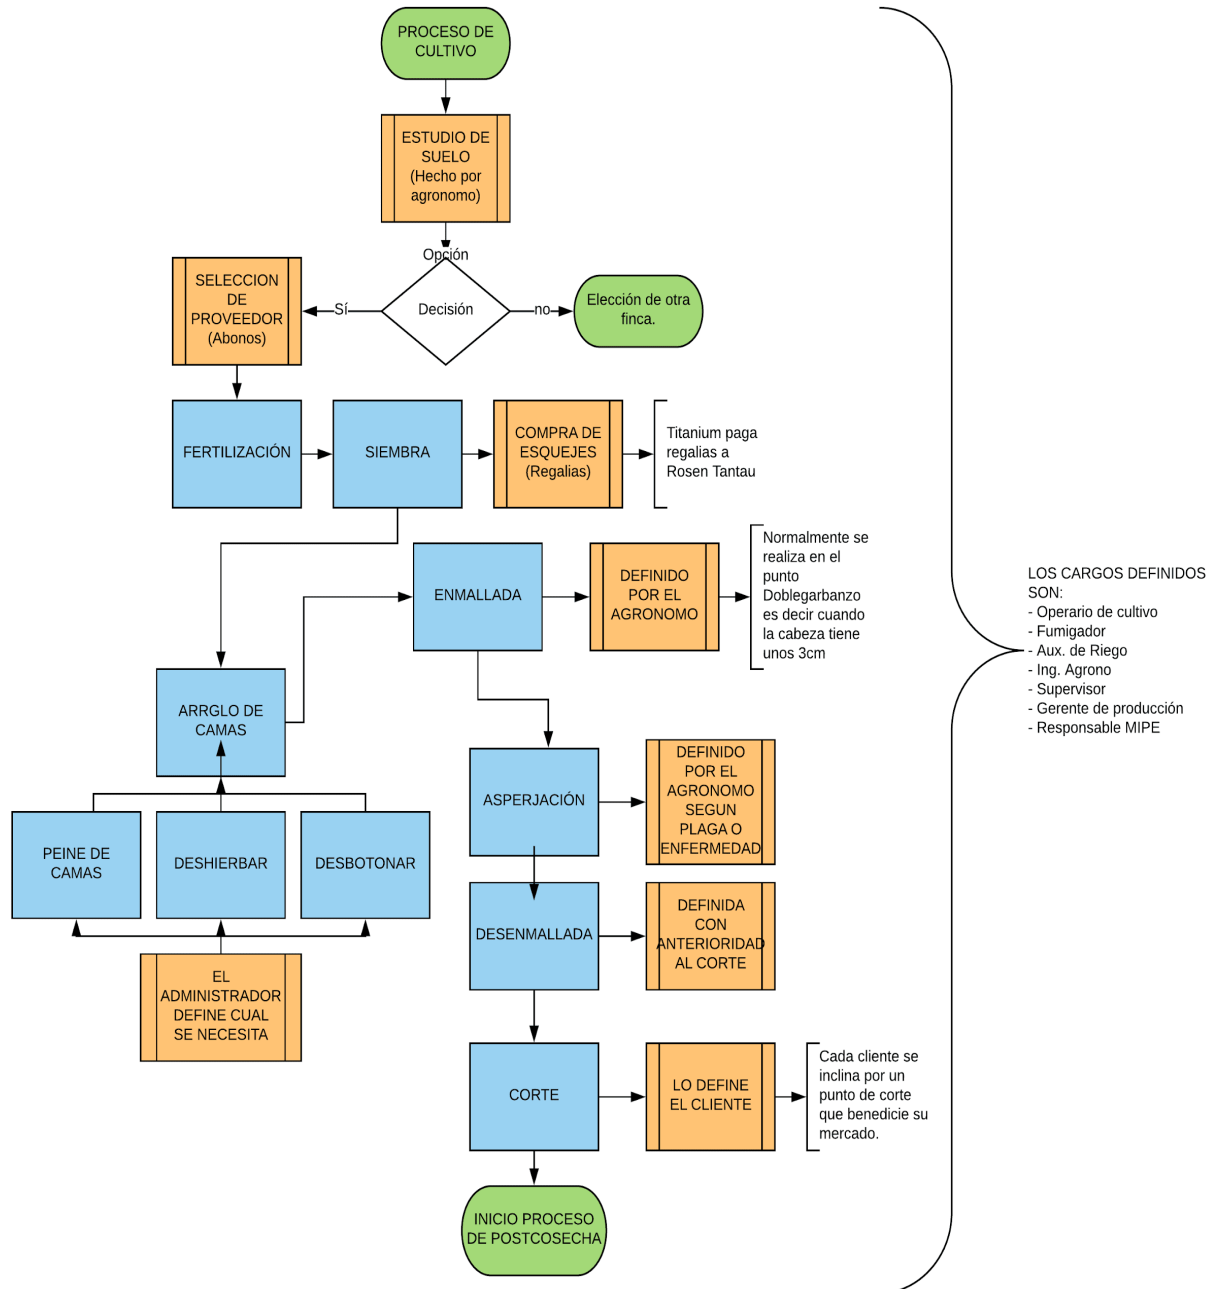 PROCESO DE
CULTIVO
ESTUDIO DE
SUELO
(Hecho por
agronomo)
Opción
Decisión
Sí
no
SELECCION
DE
PROVEEDOR
(Abonos)
Elección de otra
finca.
FERTILIZACIÓN
SIEMBRA
COMPRA DE
ESQUEJES
(Regalias)
Titanium paga
regalias a
Rosen Tantau
ENMALLADA
DEFINIDO
POR EL
AGRONOMO
Normalmente se
realiza en el
punto
Doblegarbanzo
es decir cuando
la cabeza tiene
unos 3cm
ARRGLO DE
CAMAS
PEINE DE
CAMAS
DESHIERBAR
DESBOTONAR
EL
ADMINISTRADOR
DEFINE CUAL
SE NECESITA
ASPERJACIÓN
DEFINIDO
POR EL
AGRONOMO
SEGUN
PLAGA O
ENFERMEDAD
DESENMALLADA
DEFINIDA
CON
ANTERIORIDAD
AL CORTE
CORTE
LO DEFINE
EL CLIENTE
Cada cliente se
inclina por un
punto de corte
que benedicie su
mercado.
INICIO PROCESO
DE POSTCOSECHA
LOS CARGOS DEFINIDOS
SON:
- Operario de cultivo
- Fumigador
- Aux. de Riego
- Ing. Agrono
- Supervisor
- Gerente de producción
- Responsable MIPE